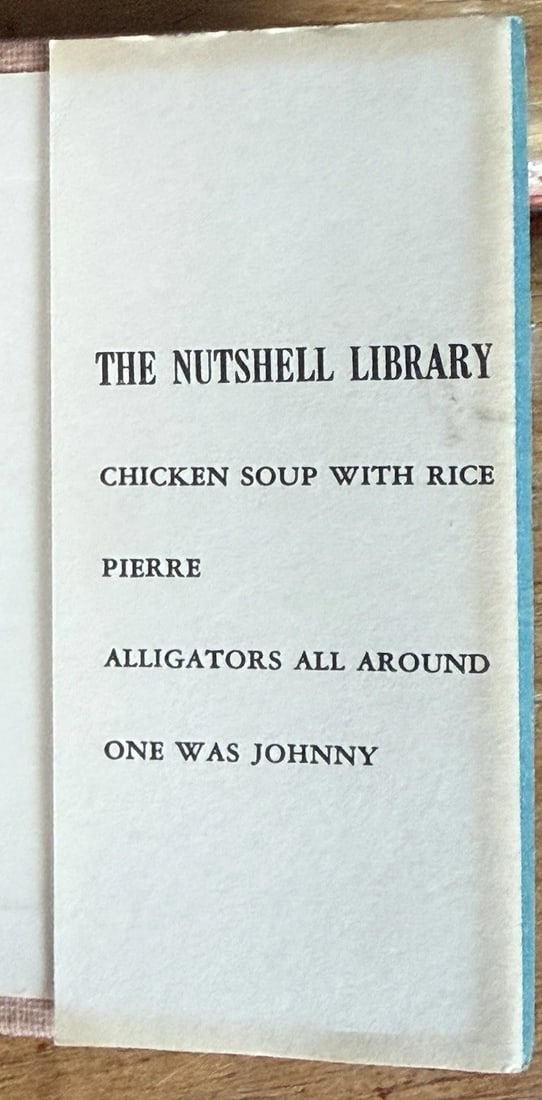 THE NUTSHELL LIBRARY
CHICKEN SOUP WITH RICE
PIERRE
ALLIGATORS ALL AROUND
ONE WAS JOHNNY